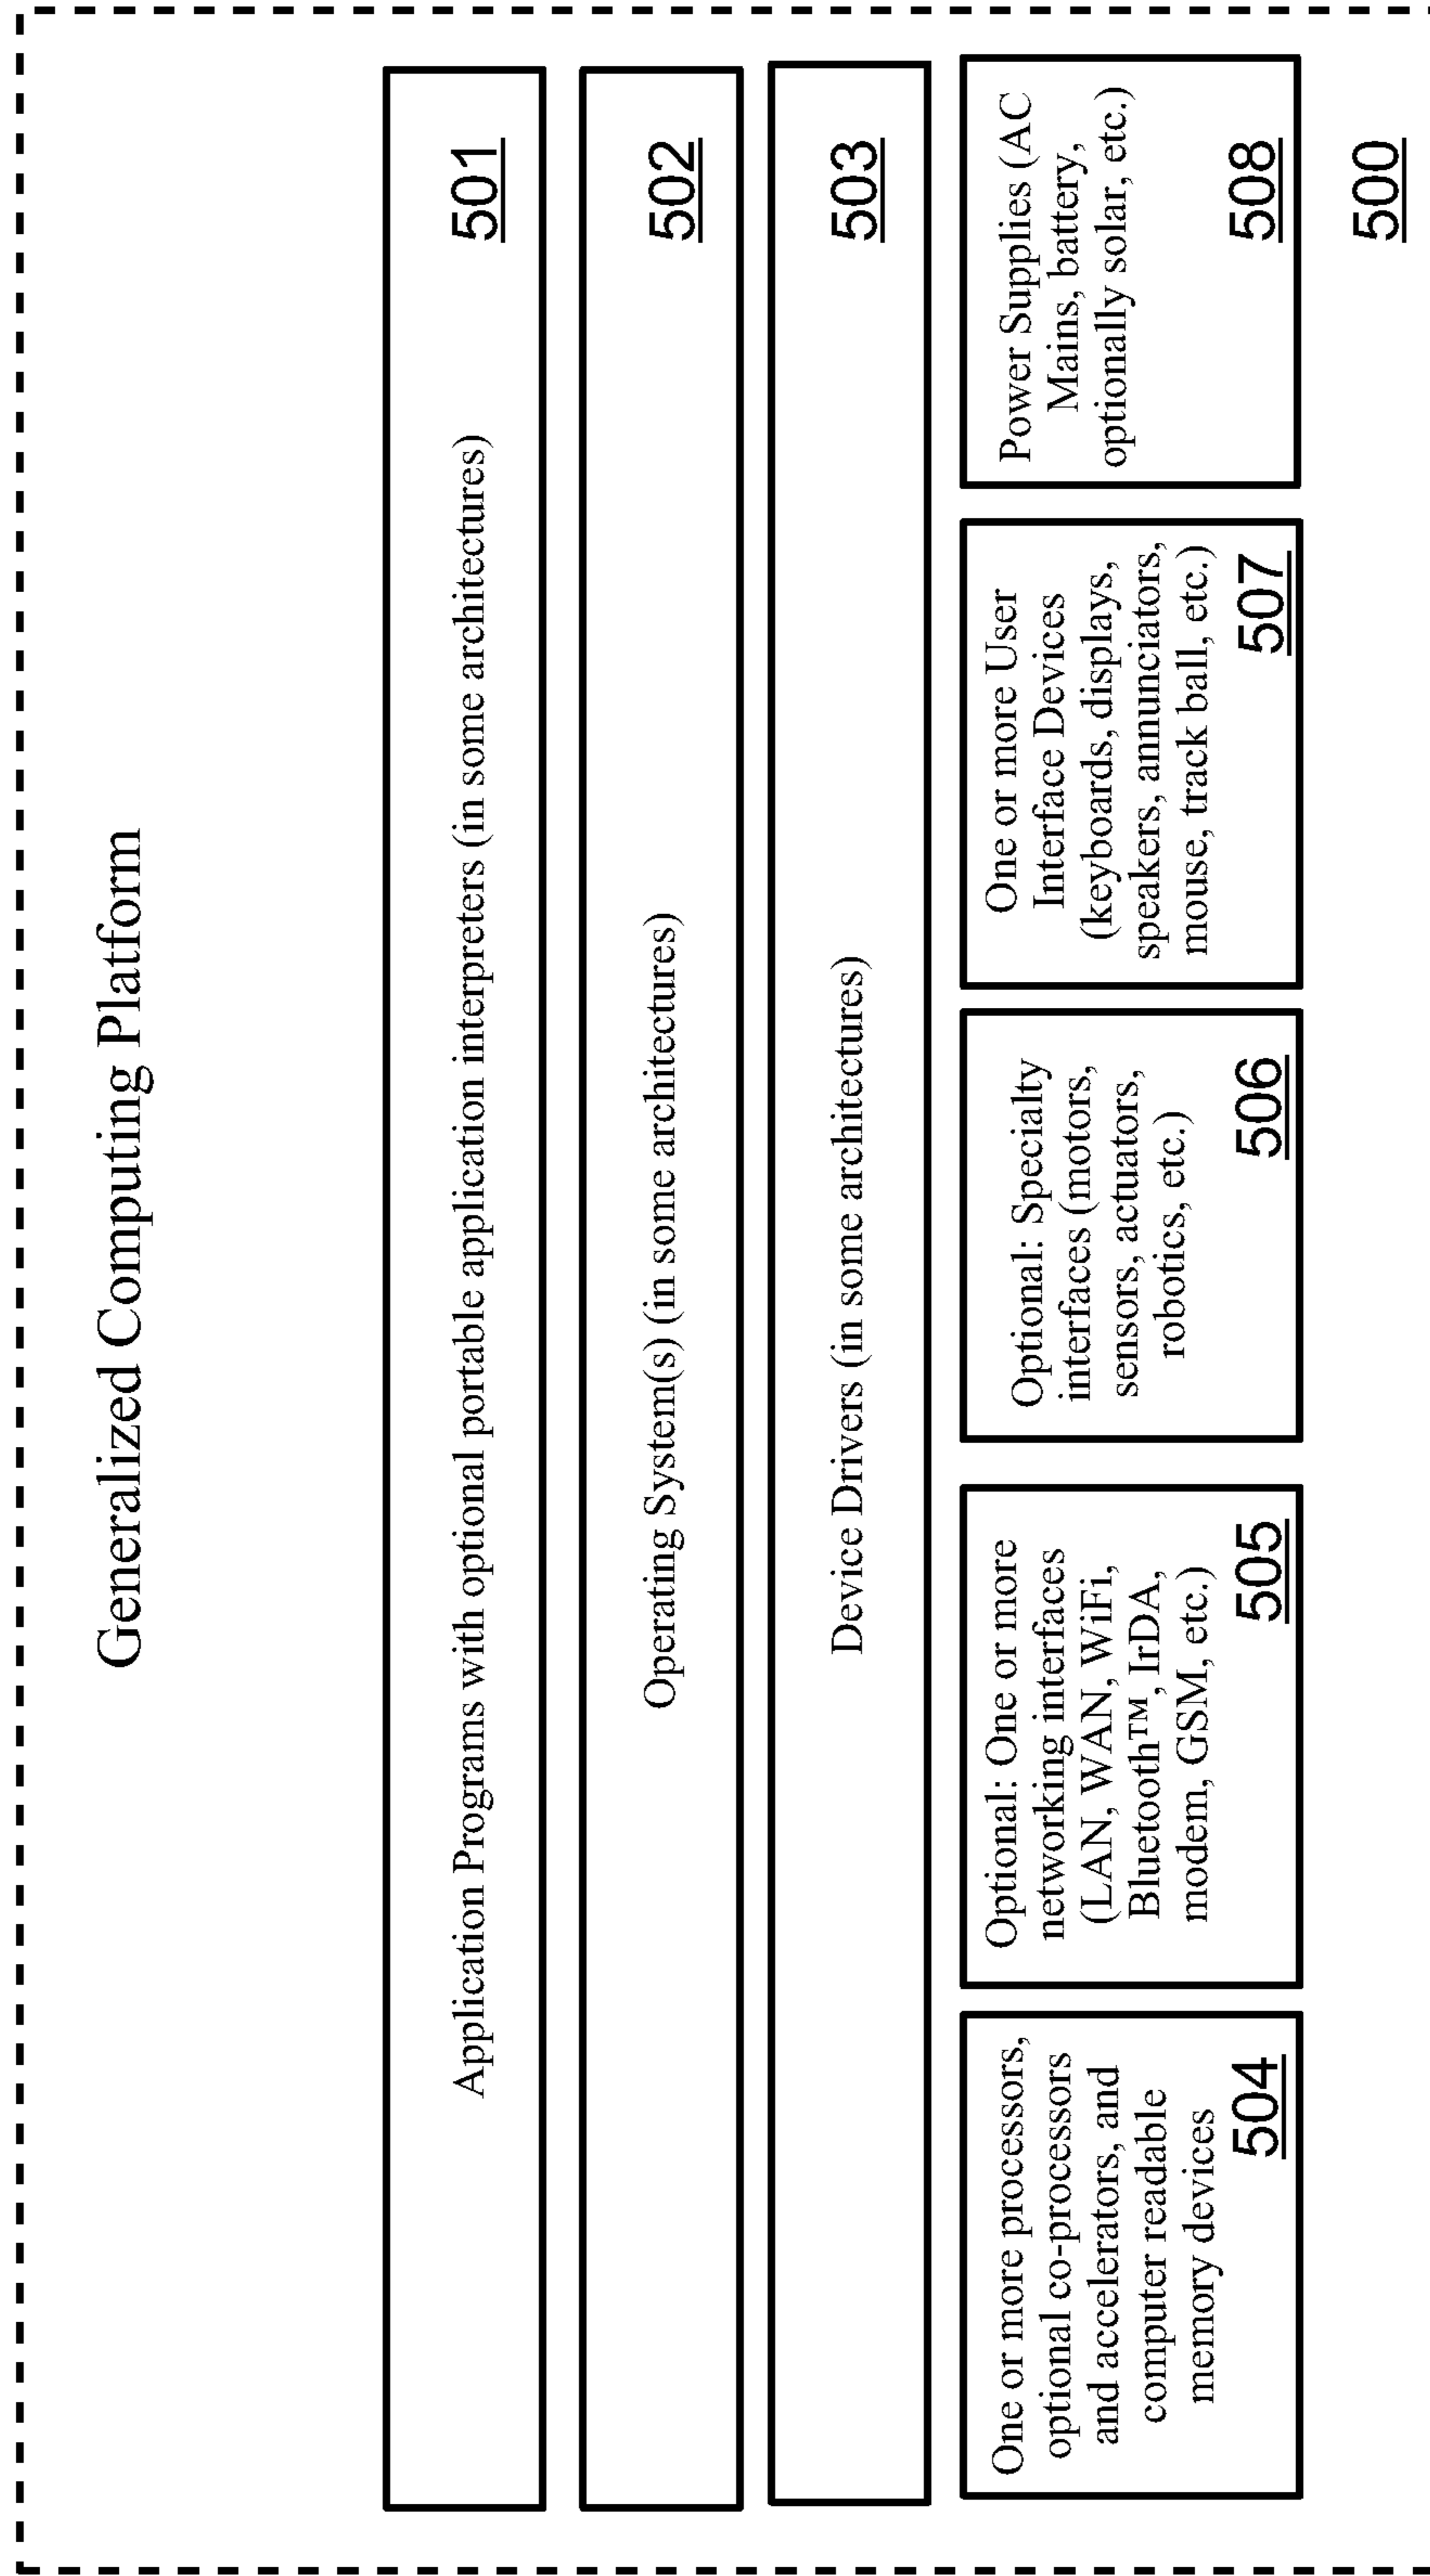 Generalized Computing Platform
Application Programs with optional portable application interpreters (in some architectures)
501
Operating System(s) (in some architectures)
502
Device Drivers (in some architectures)
503
One or more processors,
optional co-processors
and accelerators, and
computer readable
memory devices
504
Optional: One or more
networking interfaces
(LAN, WAN, WiFi,
Bluetooth™, IrDA,
modem, GSM, etc.)
505
Optional: Specialty
interfaces (motors,
sensors, actuators,
robotics, etc.)
506
One or more User
Interface Devices
(keyboards, displays,
speakers, annunciators,
mouse, track ball, etc.)
507
Power Supplies (AC
Mains, battery,
optionally solar, etc.)
508
500